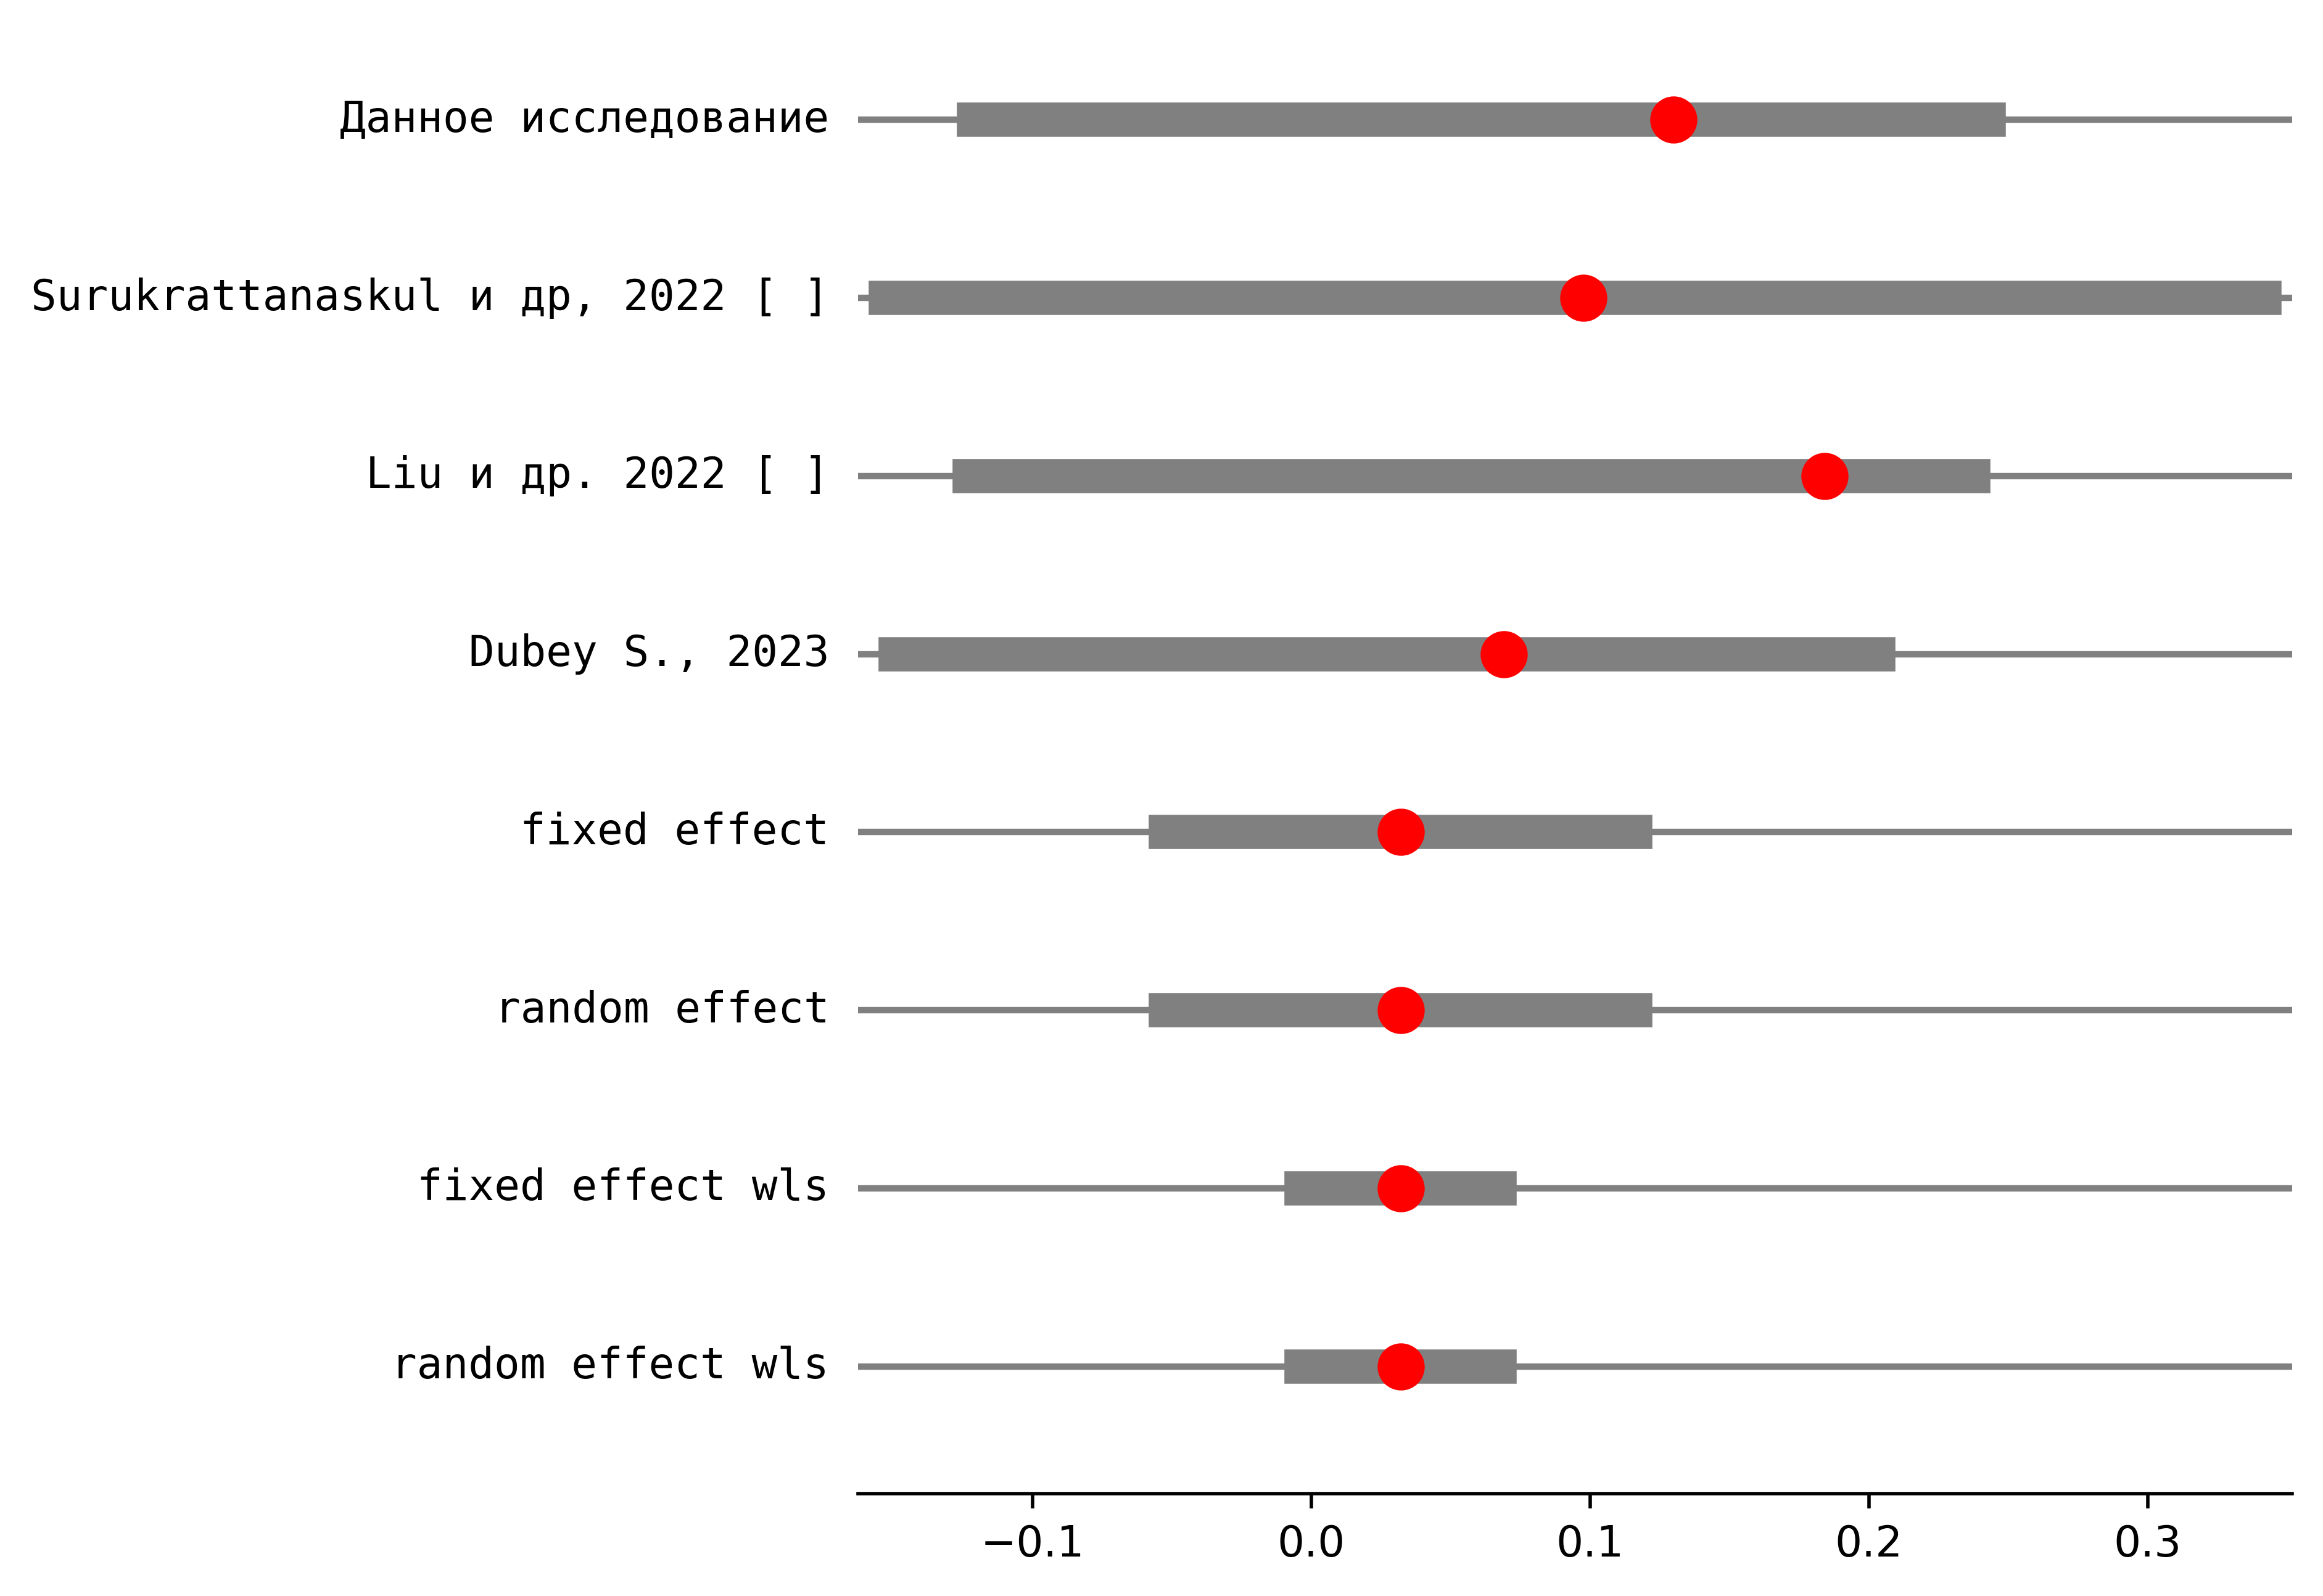 Данное исследование
Surukrattanaskul и др, 2022 [ ]
Liu и др. 2022 [ ]
Dubey S., 2023
fixed effect
random effect
fixed effect wls
random effect wls
−0.1 0.0 0.1 0.2 0.3